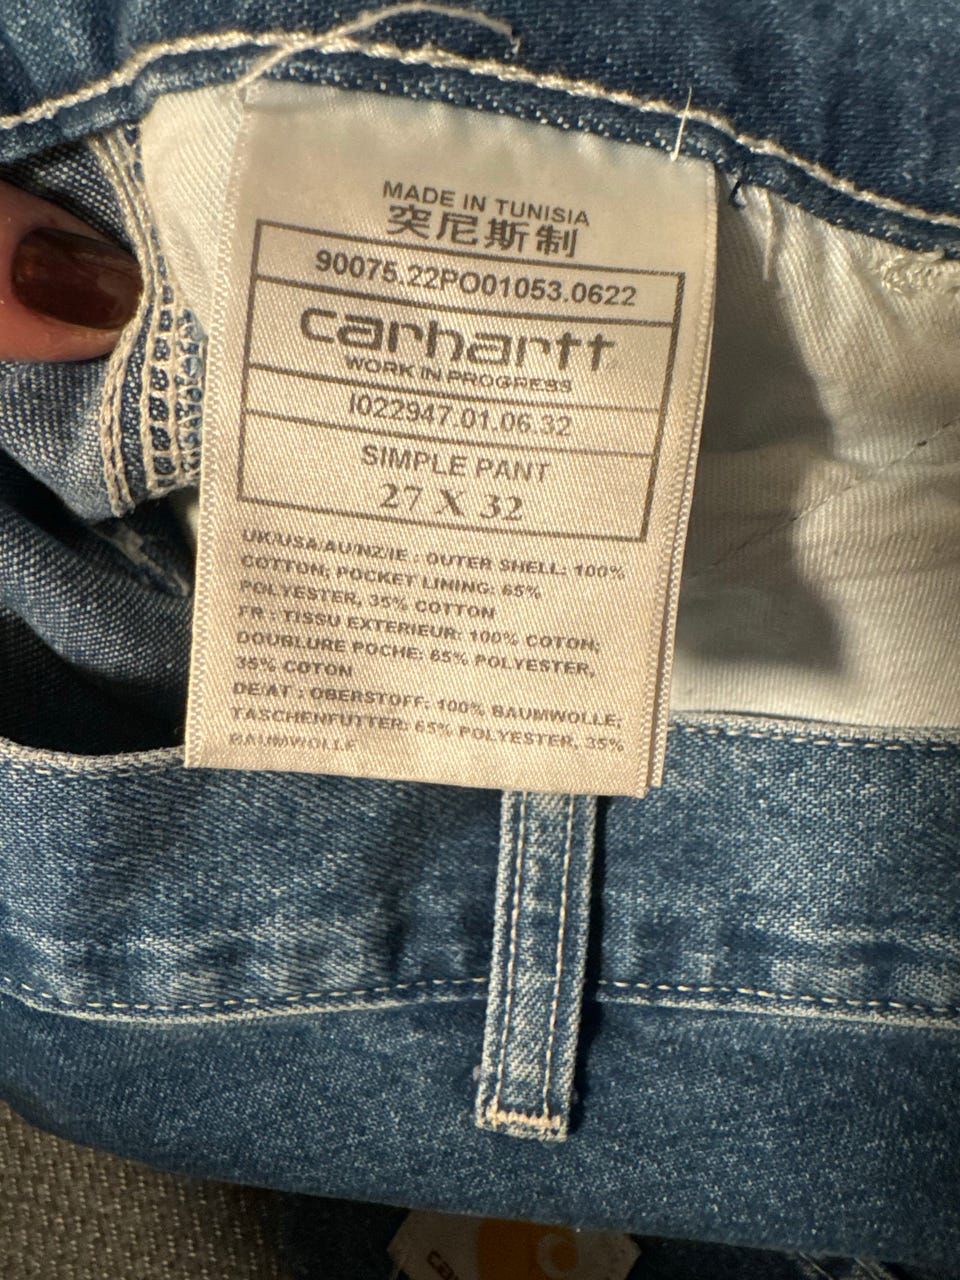 MADE IN TUNISIA
突尼斯制
90075.22PO01053.0622
carhartt
WORK IN PROGRESS
I022947.01.06.32
SIMPLE PANT
27 X 32
UK/USA/AU/NZ/IE : OUTER SHELL: 100%
COTTON; POCKET LINING: 65%
POLYESTER, 35% COTTON
FR : TISSU EXTERIEUR: 100% COTON;
DOUBLURE POCHE: 65% POLYESTER,
35% COTON
DE/AT : OBERSTOFF: 100% BAUMWOLLE;
TASCHENFUTTER: 65% POLYESTER, 35%
BAUMWOLLE